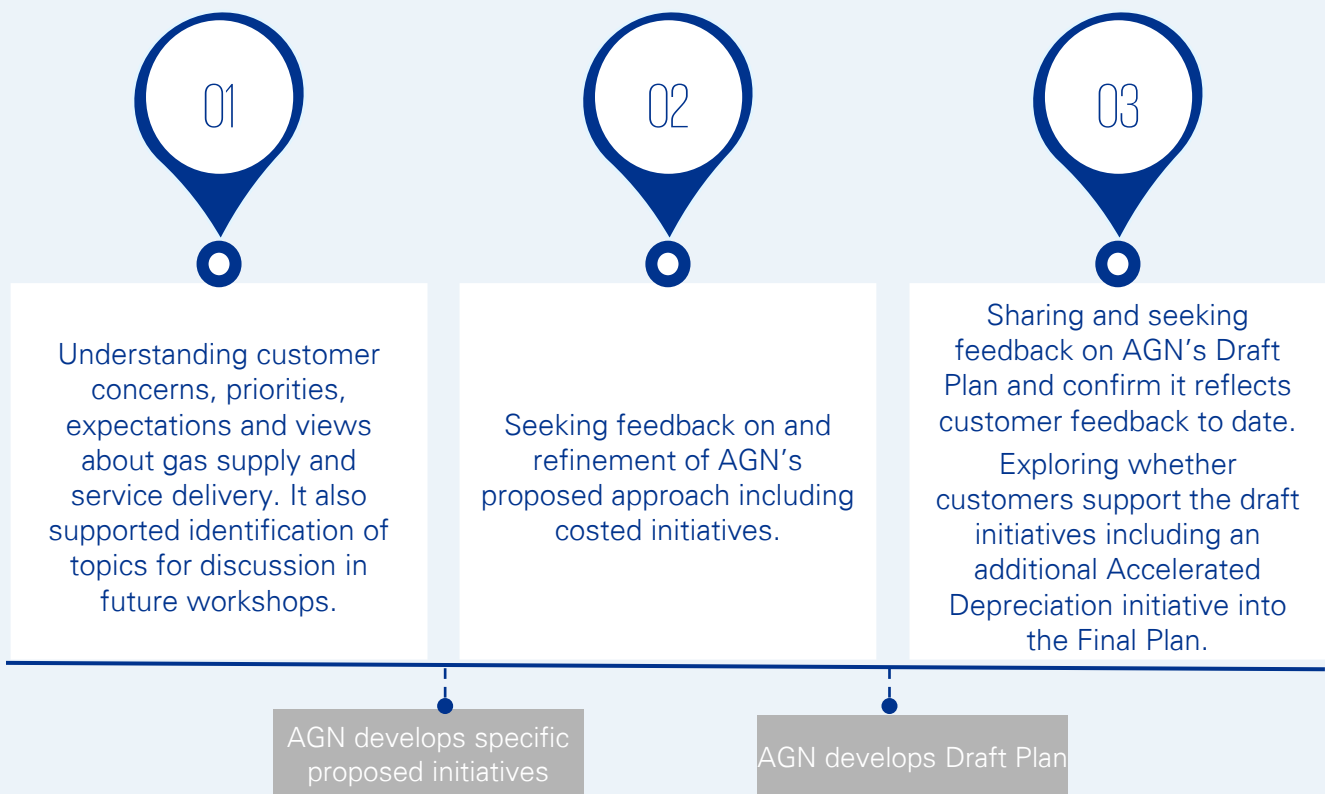 01
Understanding customer
concerns, priorities,
expectations and views
about gas supply and
service delivery. It also
supported identification of
topics for discussion in
future workshops.
02
Seeking feedback on and
refinement of AGN’s
proposed approach including
costed initiatives.
03
Sharing and seeking
feedback on AGN’s Draft
Plan and confirm it reflects
customer feedback to date.
Exploring whether
customers support the draft
initiatives including an
additional Accelerated
Depreciation initiative into
the Final Plan.
AGN develops specific
proposed initiatives
AGN develops Draft Plan